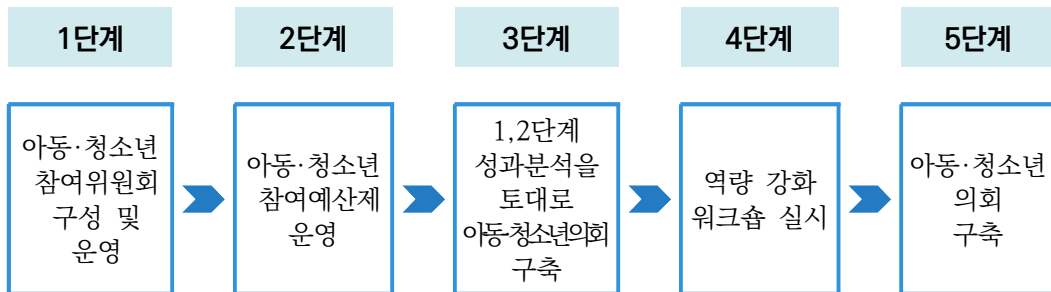 1단계
2단계
3단계
4단계
5단계
아동·청소년
참여위원회
구성 및
운영
아동·청소년
참여예산제
운영
1,2단계
성과분석을
토대로
아동·청소년의회
구축
역량 강화
워크숍 실시
아동·청소년
의회
구축